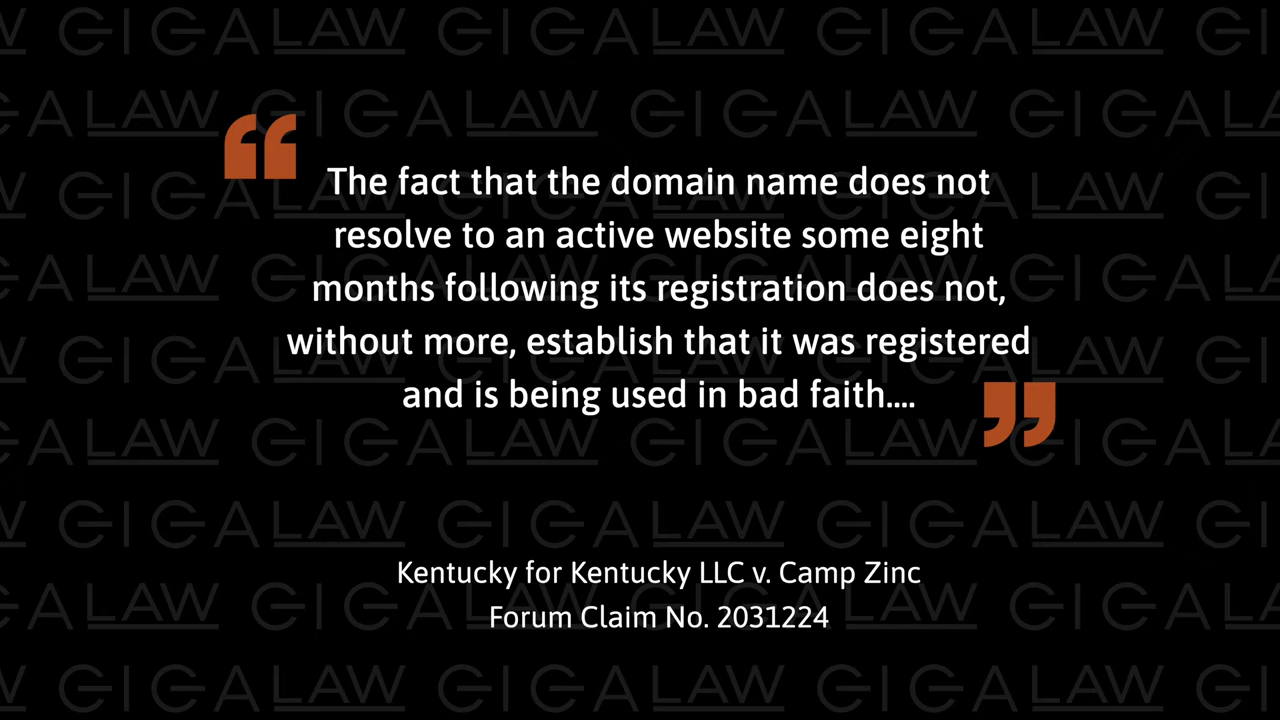 GIGALAW
“
The fact that the domain name does not
resolve to an active website some eight
months following its registration does not,
without more, establish that it was registered
and is being used in bad faith....
”
Kentucky for Kentucky LLC v. Camp Zinc
Forum Claim No. 2031224